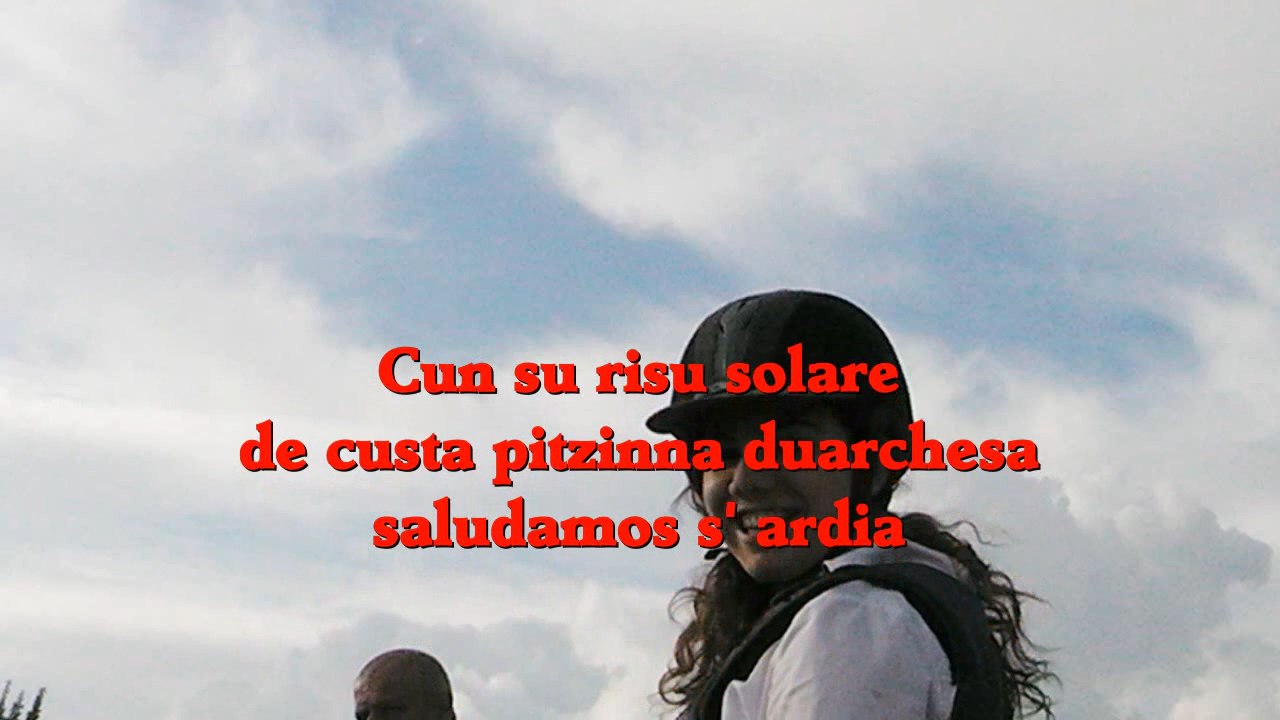 Cun su risu solare
de custa pitzinna duarchesa
saludamos s' ardia